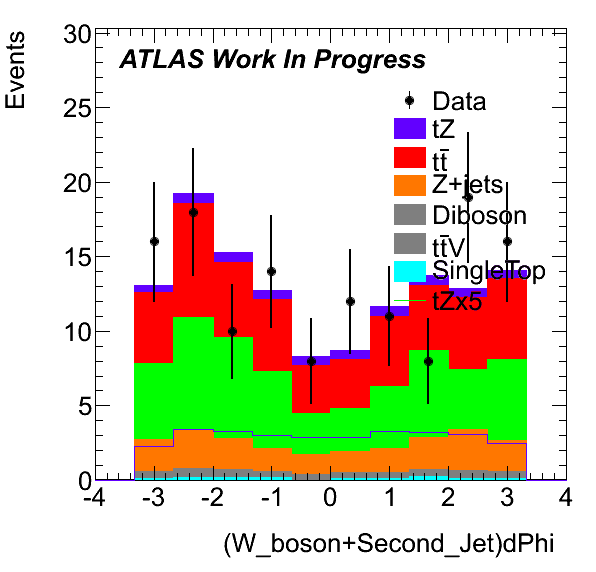 Events
30
25
20
15
10
5
0
ATLAS Work In Progress
Data
tZ
tt̄
Z+jets
Diboson
tt̄V
SingleTop
tZx5
-4 -3 -2 -1 0 1 2 3 4
(W_boson+Second_Jet)dPhi